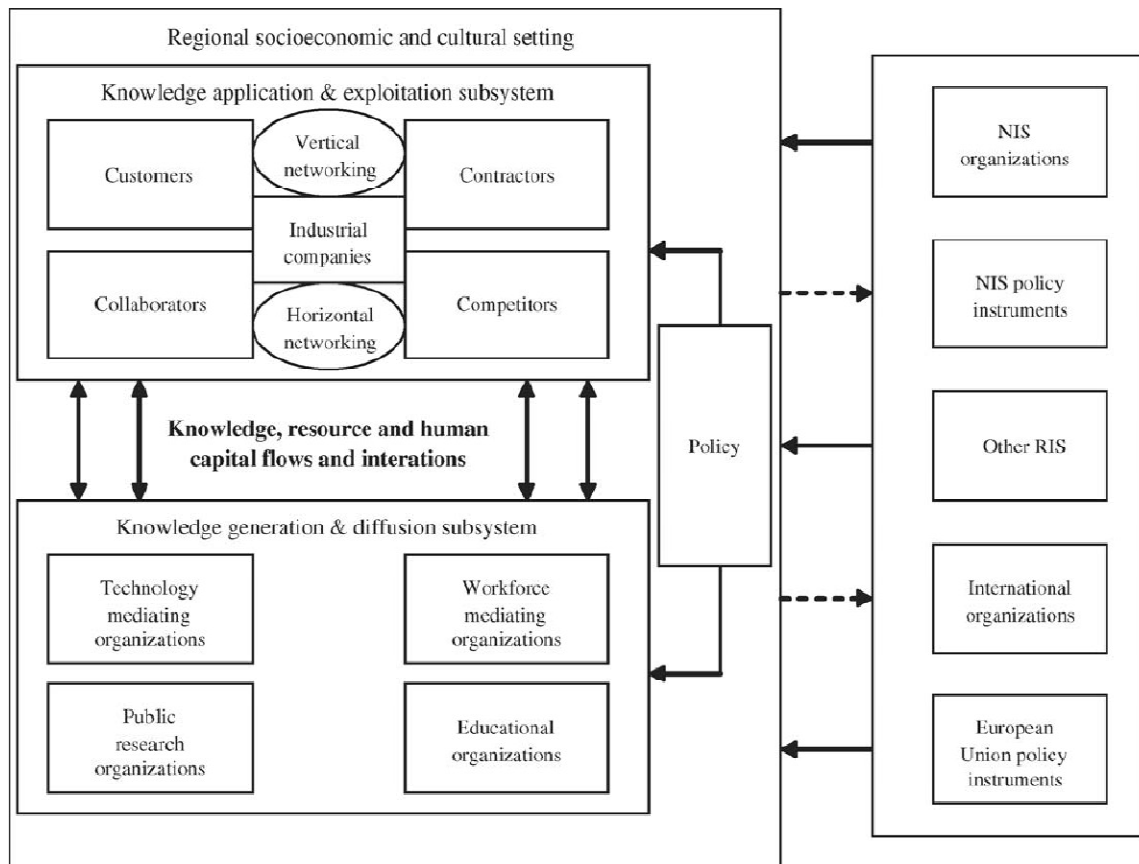 Regional socioeconomic and cultural setting
Knowledge application & exploitation subsystem
Customers
Vertical
networking
Contractors
Industrial
companies
Collaborators
Horizontal
networking
Competitors
Knowledge, resource and human
capital flows and interations
Policy
Knowledge generation & diffusion subsystem
Technology
mediating
organizations
Workforce
mediating
organizations
Public
research
organizations
Educational
organizations
NIS
organizations
NIS policy
instruments
Other RIS
International
organizations
European
Union policy
instruments